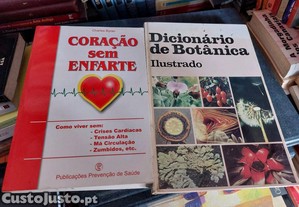 CORAÇÃO
sem
ENFARTE
Como viver sem:
- Crises Cardíacas
- Tensão Alta
- Má Circulação
- Zumbidos, etc.
Publicações Prevenção de Saúde
Dicionário
de Botânica
Ilustrado
CustoJusto.pt